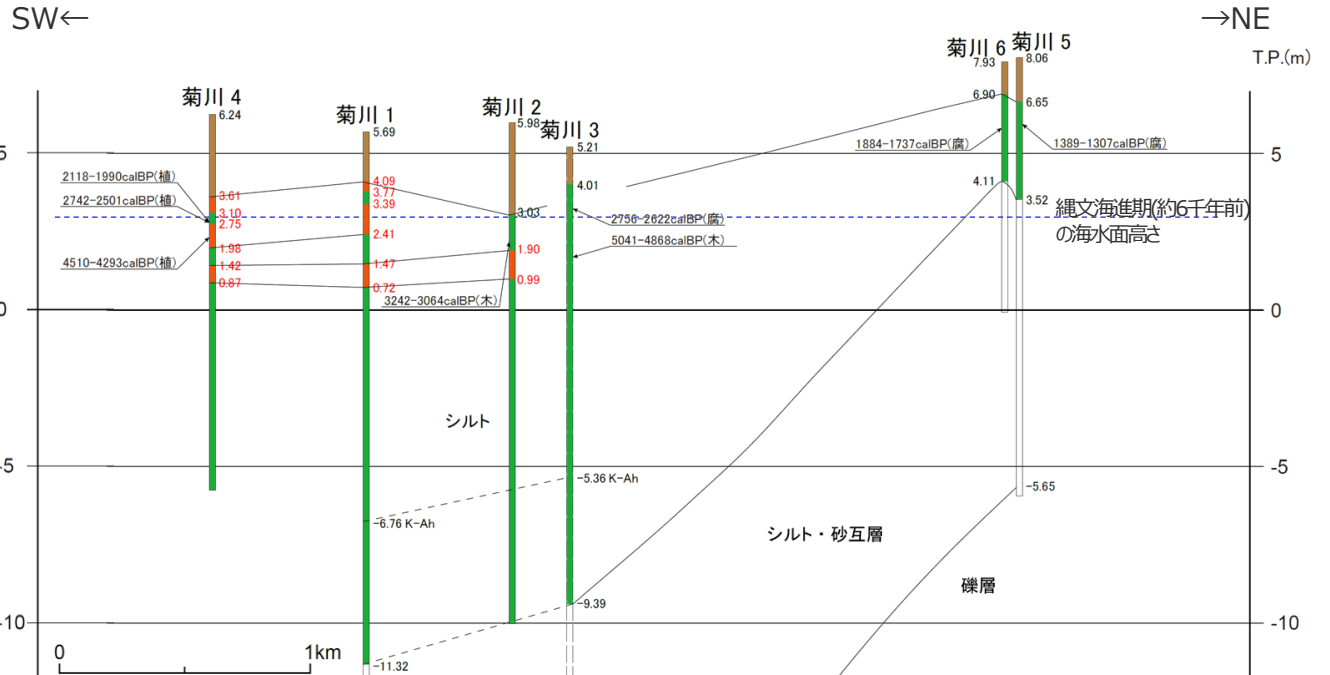 SW←
→NE
T.P.(m)
菊川 4
6.24
菊川 1
5.69
菊川 2
5.98
菊川 3
5.21
菊川 6
7.93
菊川 5
8.06
6.90
6.65
1884-1737calBP(腐)
1389-1307calBP(腐)
5
5
2118-1990calBP(植)
2742-2501calBP(植)
4510-4293calBP(植)
3.61
3.10
2.75
1.98
1.42
0.87
4.09
3.77
3.39
2.41
1.47
0.72
3.03
1.90
0.99
3242-3064calBP(木)
4.01
2756-2622calBP(腐)
5041-4868calBP(木)
4.11
3.52
縄文海進期(約6千年前)
の海水面高さ
0
0
シルト
-5
-5
-5.36 K-Ah
-6.76 K-Ah
-5.65
シルト・砂互層
礫層
-9.39
-10
-10
-11.32
0
1km